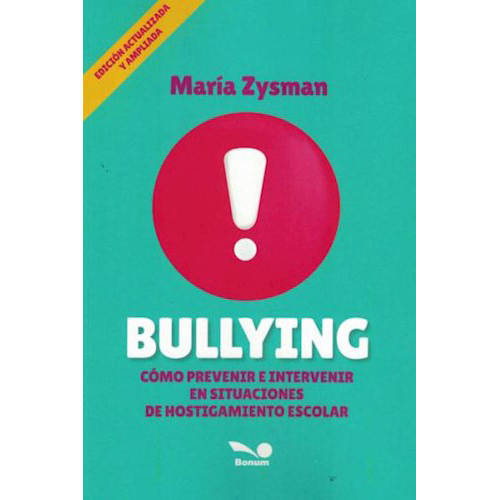 EDICIÓN ACTUALIZADA
Y AMPLIADA
María Zysman
!
BULLYING
CÓMO PREVENIR E INTERVENIR
EN SITUACIONES
DE HOSTIGAMIENTO ESCOLAR
Bonum